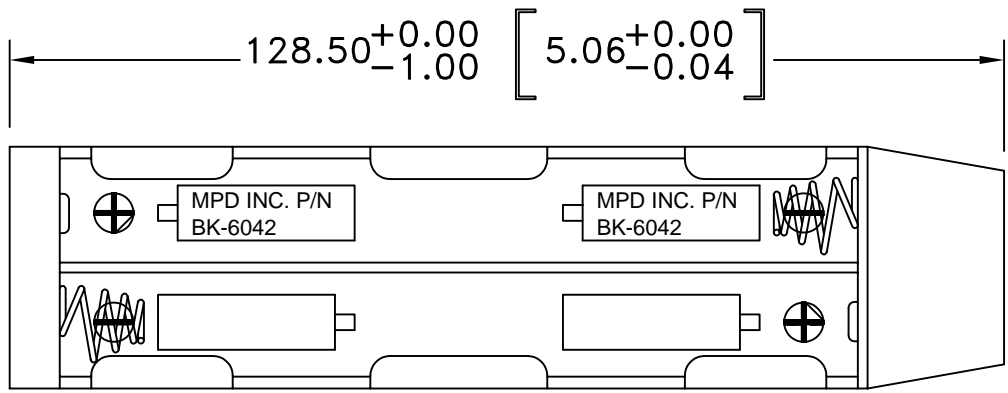 128.50 +0.00 [ 5.06 +0.00 ]
-1.00 -0.04
MPD INC. P/N
BK-6042
MPD INC. P/N
BK-6042